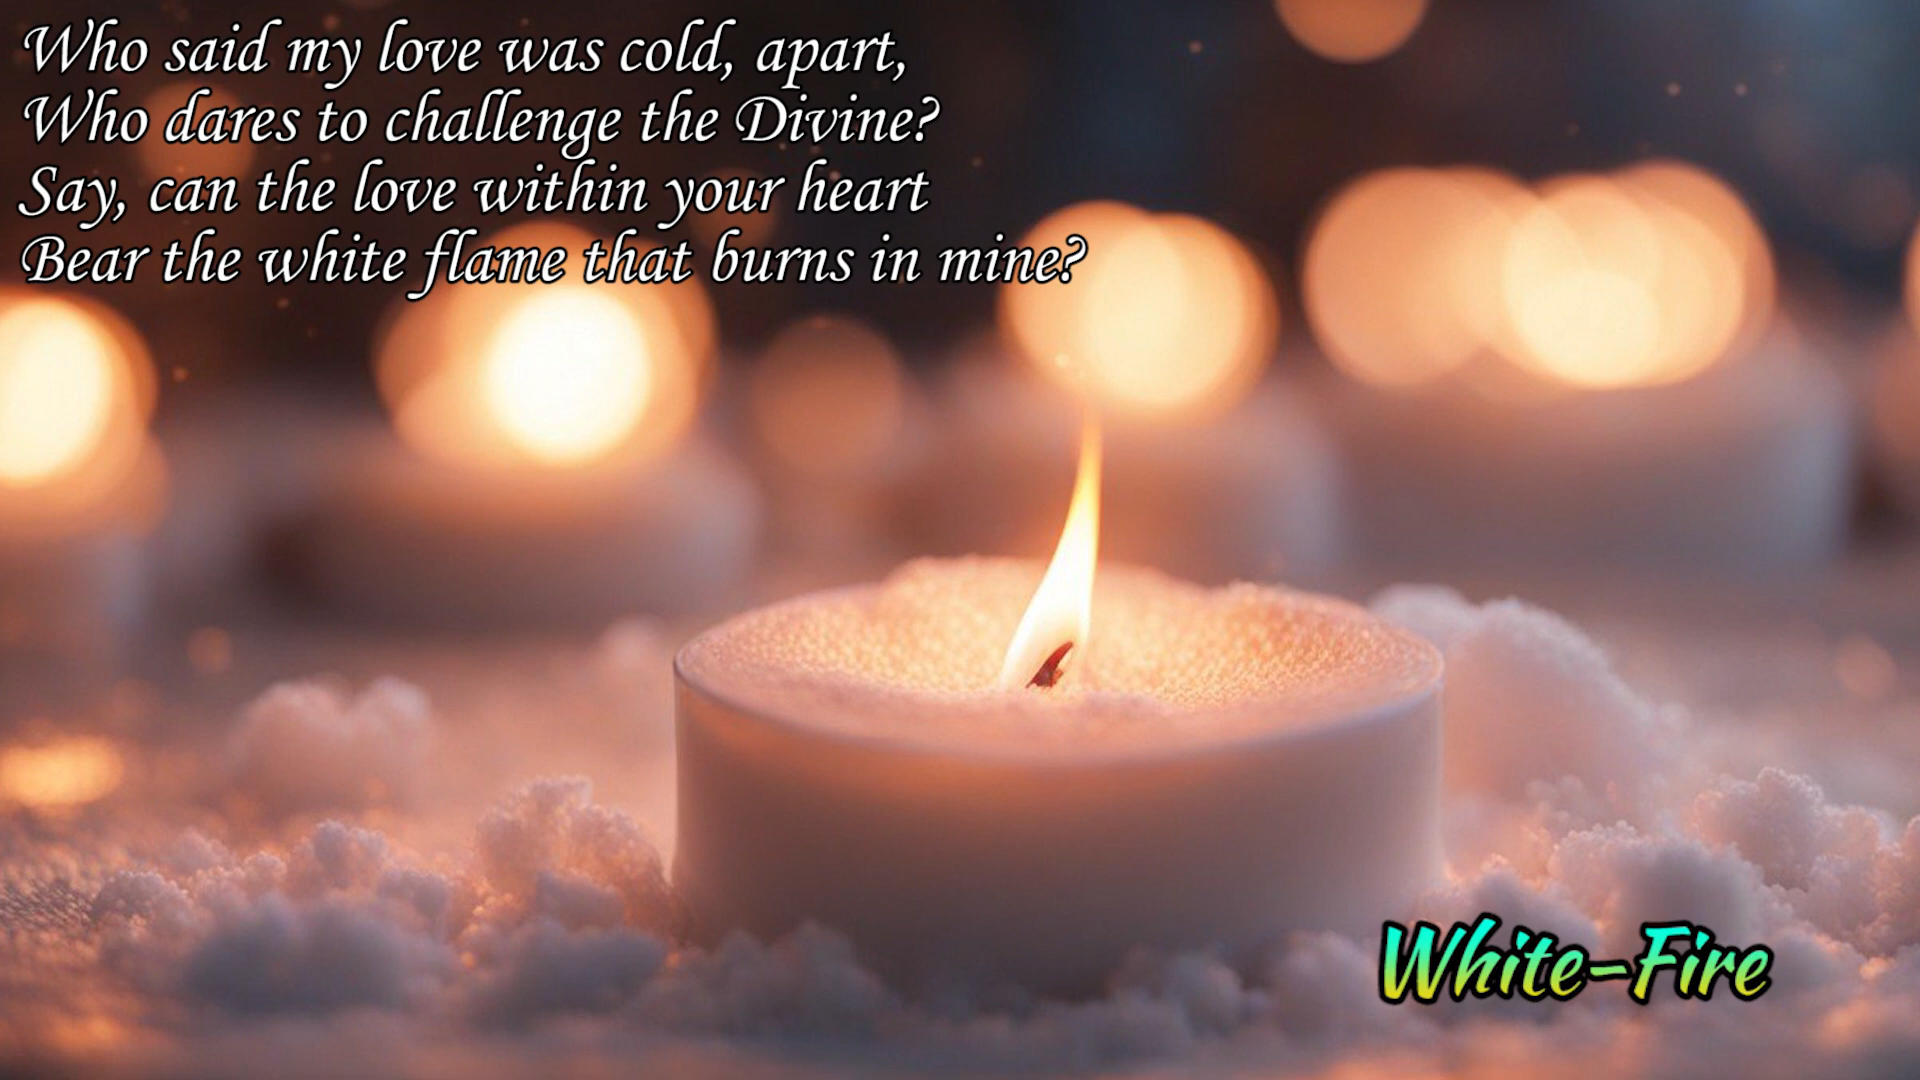 Who said my love was cold, apart,
Who dares to challenge the Divine?
Say, can the love within your heart
Bear the white flame that burns in mine?
White-Fire